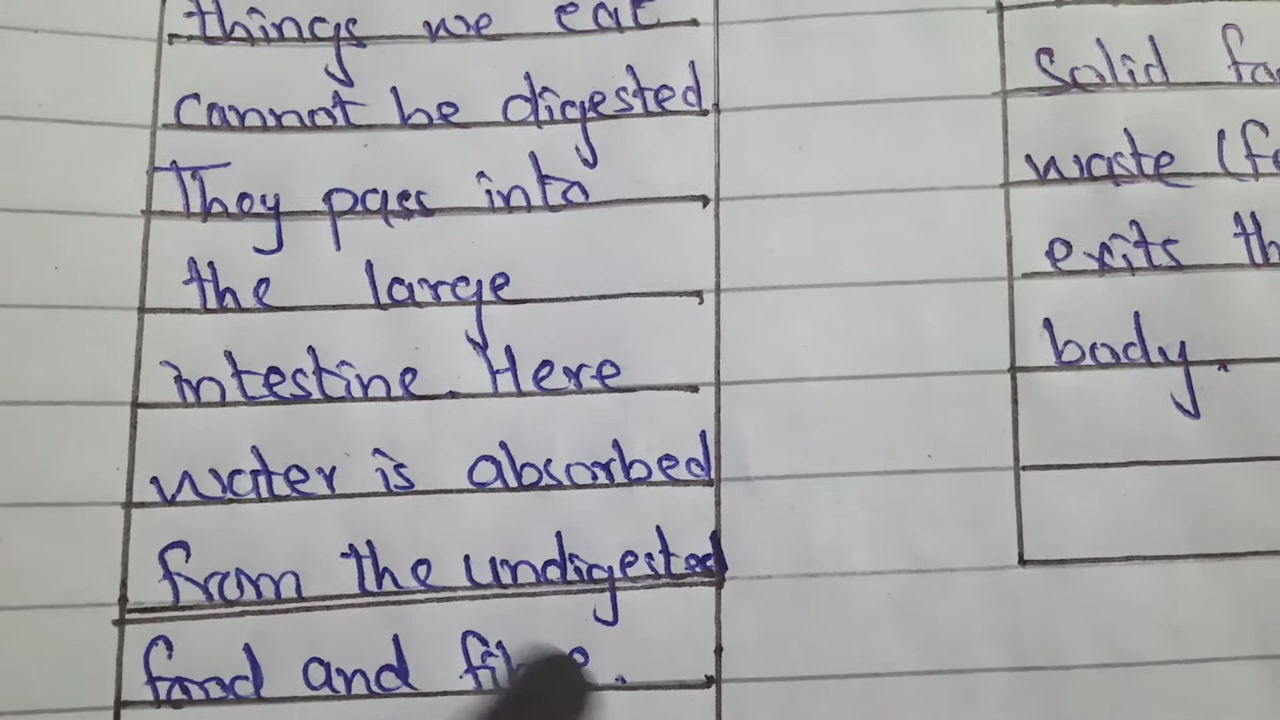 things we eat
cannot be digested.
They pass into
the large
intestine. Here
water is absorbed
from the undigested
food and
Solid
waste
exits
body.